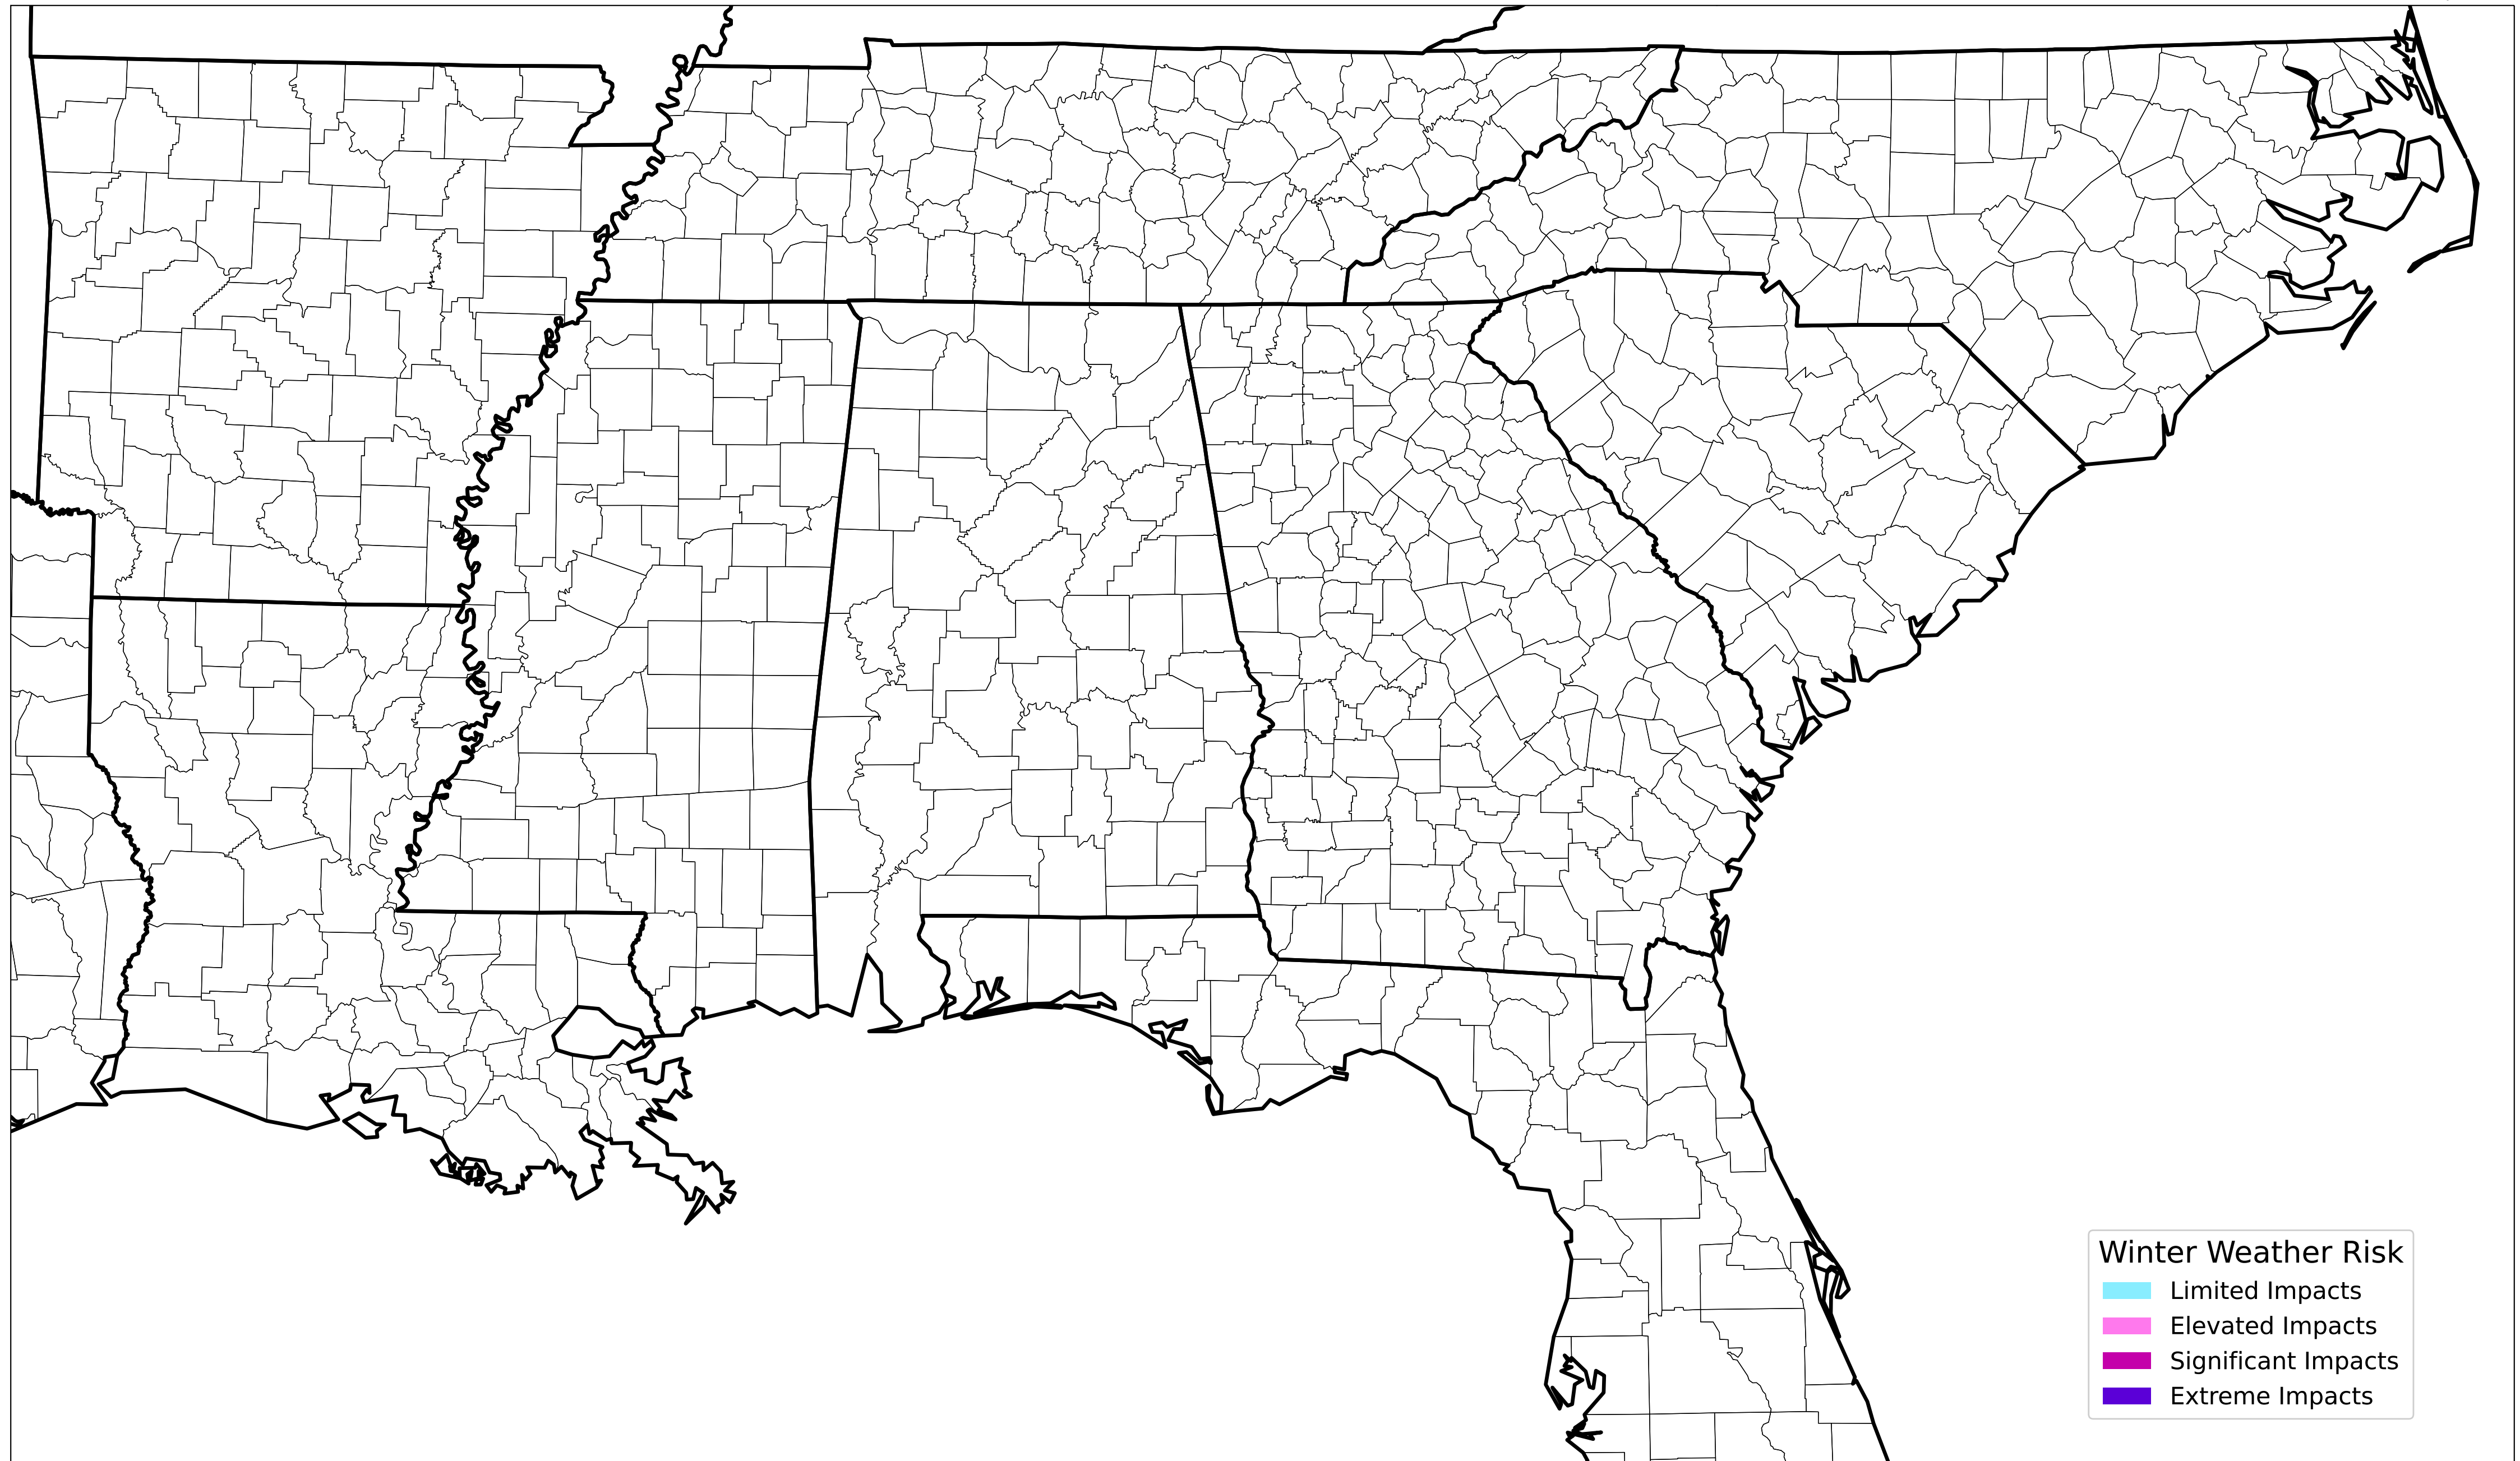 Winter Weather Risk
Limited Impacts
Elevated Impacts
Significant Impacts
Extreme Impacts